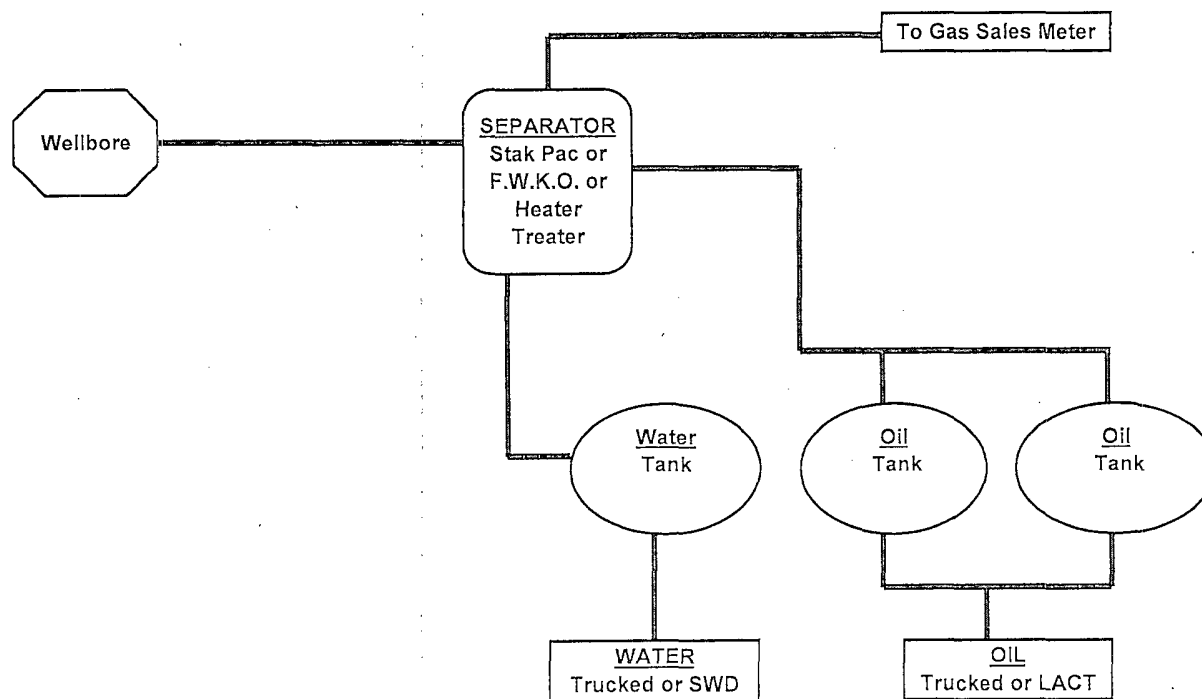 To Gas Sales Meter
Wellbore
SEPARATOR
Stak Pac or
F.W.K.O. or
Heater
Treater
Water
Tank
Oil
Tank
Oil
Tank
WATER
Trucked or SWD
OIL
Trucked or LACT